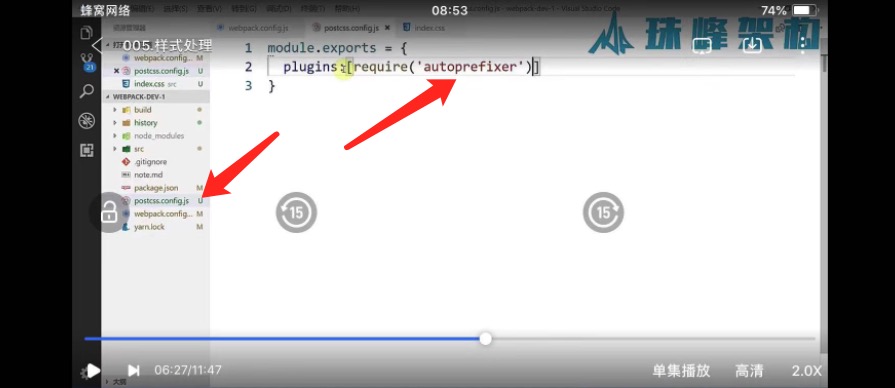 蜂窝网络
08:53
74%
webpack.config.js
postcss.config.js
index.css
005.样式处理
珠峰架构
webpack.config...
M
postcss.config.js
U
index.css src
U
21
WEBPACK-DEV-1
build
history
node_modules
src
.gitignore
note.md
package.json
M
postcss.config.js
U
webpack.config...
M
yarn.lock
M
1 module.exports = {
2 plugins:[require('autoprefixer')]
3 }
15
15
06:27/11:47
单集播放
高清
2.0X